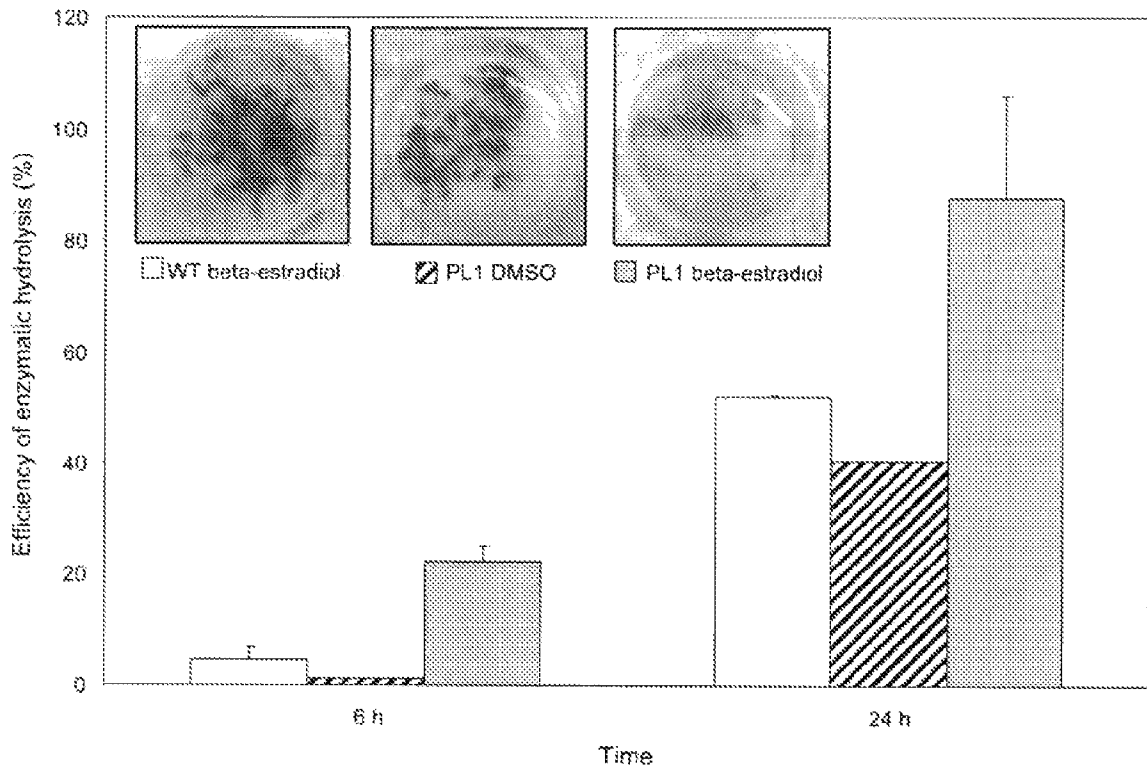 Efficiency of enzymatic hydrolysis (%)
120
100
80
60
40
20
0
WT beta-estradiol
PL1 DMSO
PL1 beta-estradiol
6 h
24 h
Time